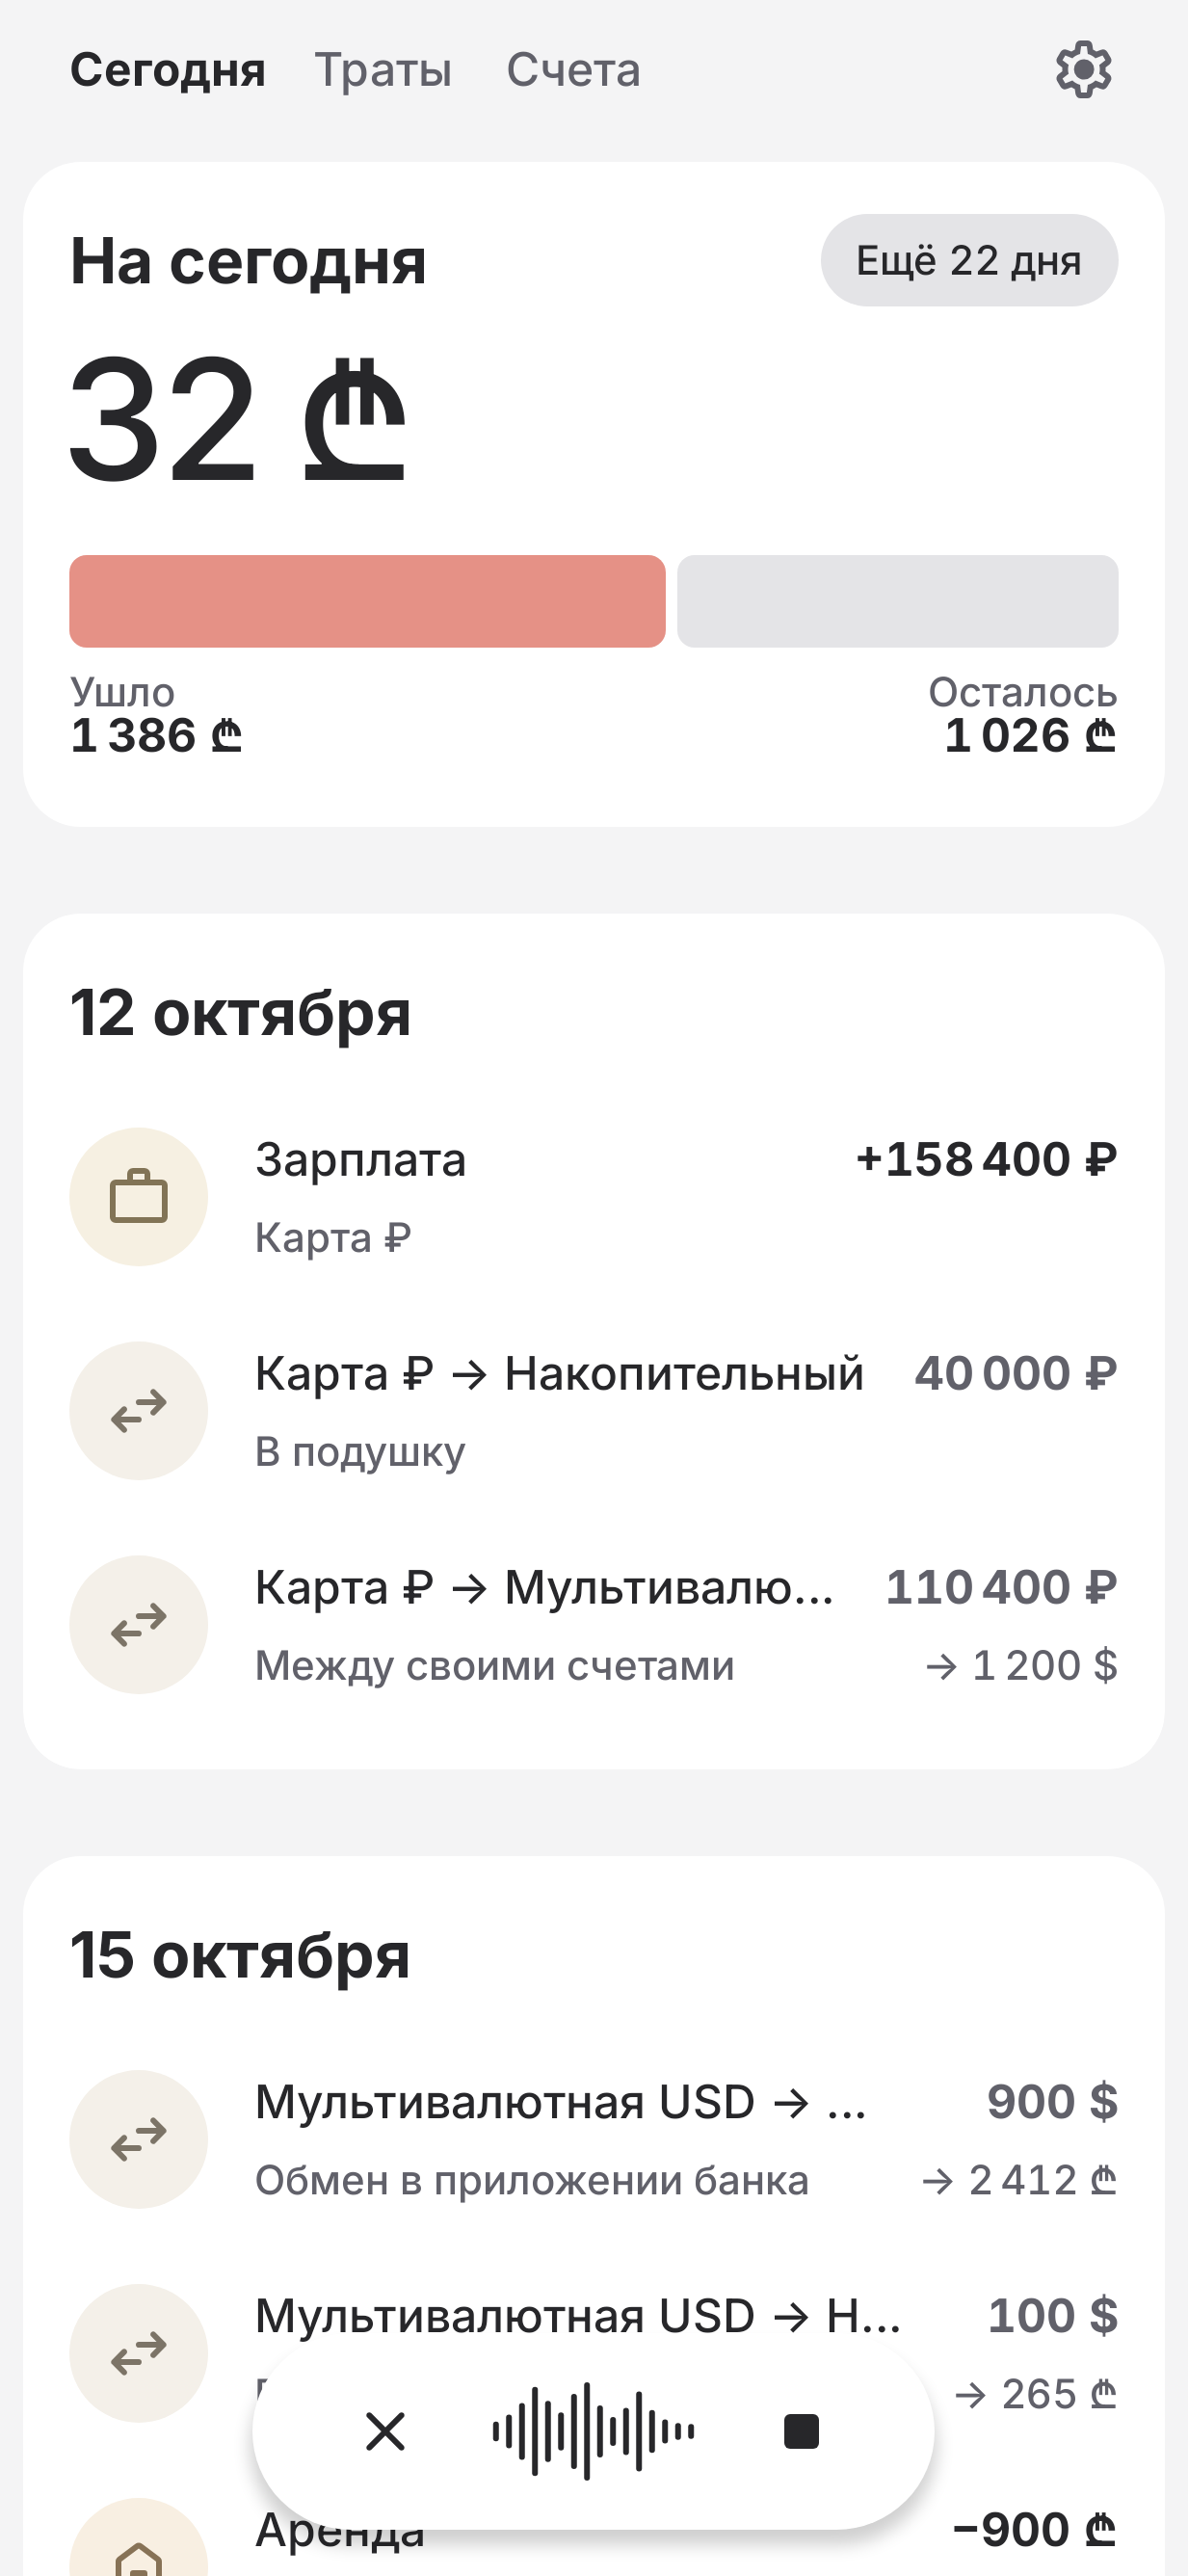 Сегодня Траты Счета
На сегодня
Ещё 22 дня
32 ₾
Ушло
Осталось
1 386 ₾
1 026 ₾
12 октября
Зарплата
+158 400 ₽
Карта ₽
Карта ₽ → Накопительный
40 000 ₽
В подушку
Карта ₽ → Мультивалю...
110 400 ₽
Между своими счетами
→ 1 200 $
15 октября
Мультивалютная USD → ...
900 $
Обмен в приложении банка
→ 2 412 ₾
Мультивалютная USD → Н...
100 $
→ 265 ₾
Аренда
−900 ₾